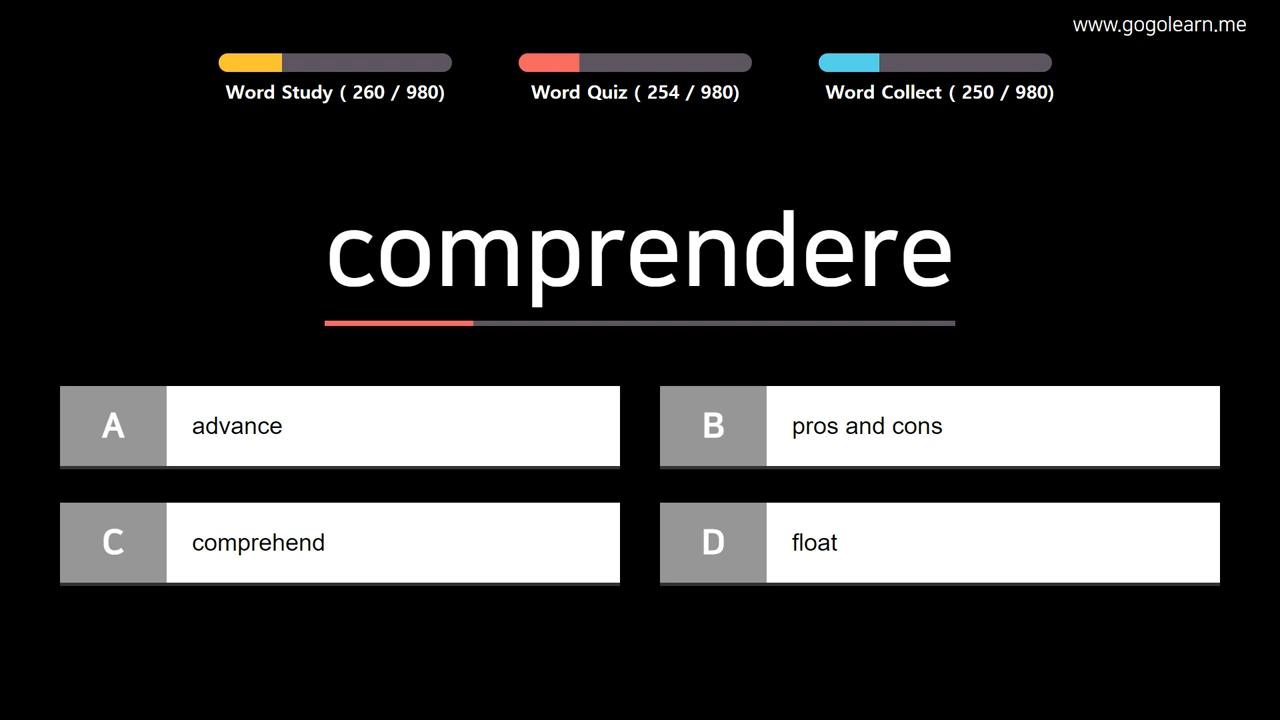 www.gogolearn.me
Word Study ( 260 / 980)
Word Quiz ( 254 / 980)
Word Collect ( 250 / 980)
comprendere
A advance
B pros and cons
C comprehend
D float